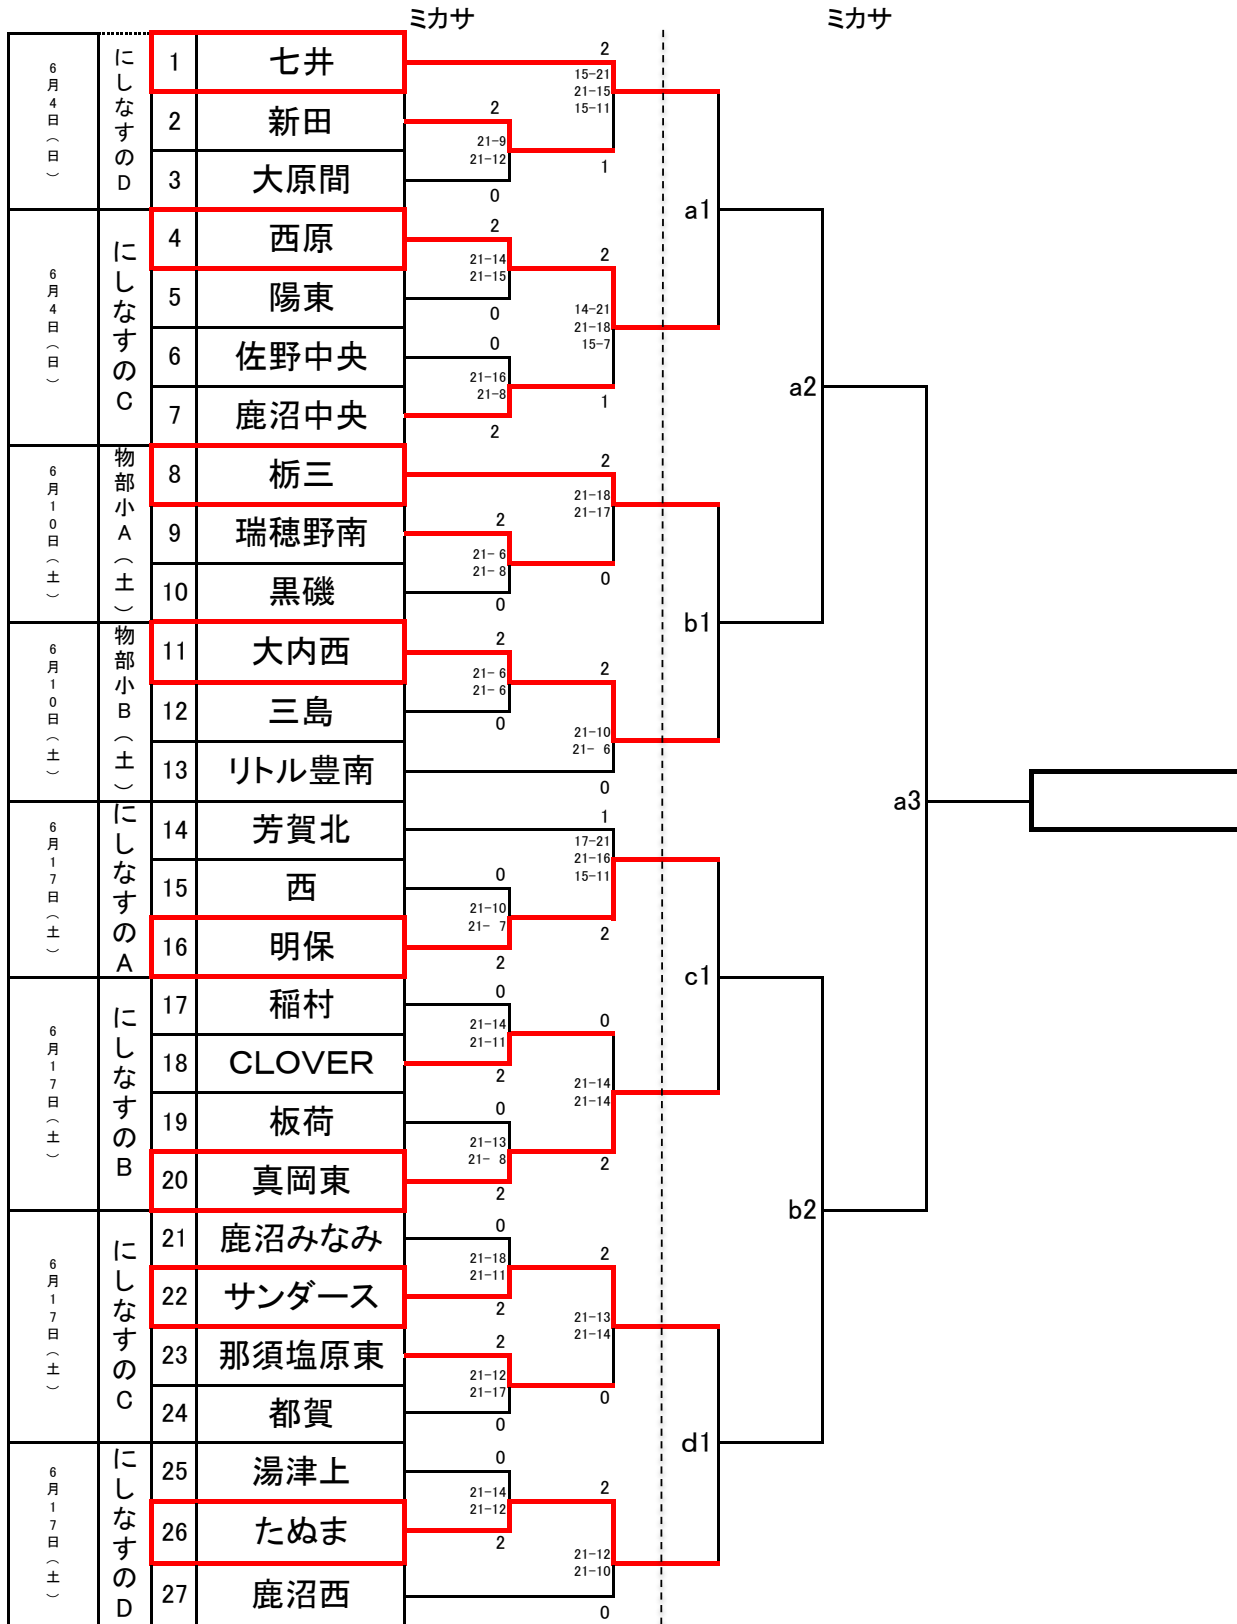 ミカサ
ミカサ
6月4日(日)
にしなすのD
1 七井
2 新田
3 大原間
2
15-21
21-15
15-11
2
21-9
21-12
1
0
6月4日(日)
にしなすのC
4 西原
5 陽東
6 佐野中央
7 鹿沼中央
a1
2
21-14
21-15
2
0
14-21
21-18
15-7
0
21-16
21-8
1
2
a2
6月10日(土)
物部小A(土)
8 栃三
9 瑞穂野南
10 黒磯
2
21-18
21-17
2
21- 6
21- 8
0
0
b1
6月10日(土)
物部小B(土)
11 大内西
12 三島
13 リトル豊南
2
21- 6
21- 6
2
0
21-10
21- 6
0
a3
6月17日(土)
にしなすのA
14 芳賀北
15 西
16 明保
1
17-21
21-16
15-11
0
21-10
21- 7
2
2
c1
6月17日(土)
にしなすのB
17 稲村
18 CLOVER
19 板荷
20 真岡東
0
21-14
21-11
0
2
21-14
21-14
0
21-13
21- 8
2
2
b2
6月17日(土)
にしなすのC
21 鹿沼みなみ
22 サンダース
23 那須塩原東
24 都賀
0
21-18
21-11
2
2
21-13
21-14
2
21-12
21-17
0
0
d1
6月17日(土)
にしなすのD
25 湯津上
26 たぬま
27 鹿沼西
0
21-14
21-12
2
2
21-12
21-10
0